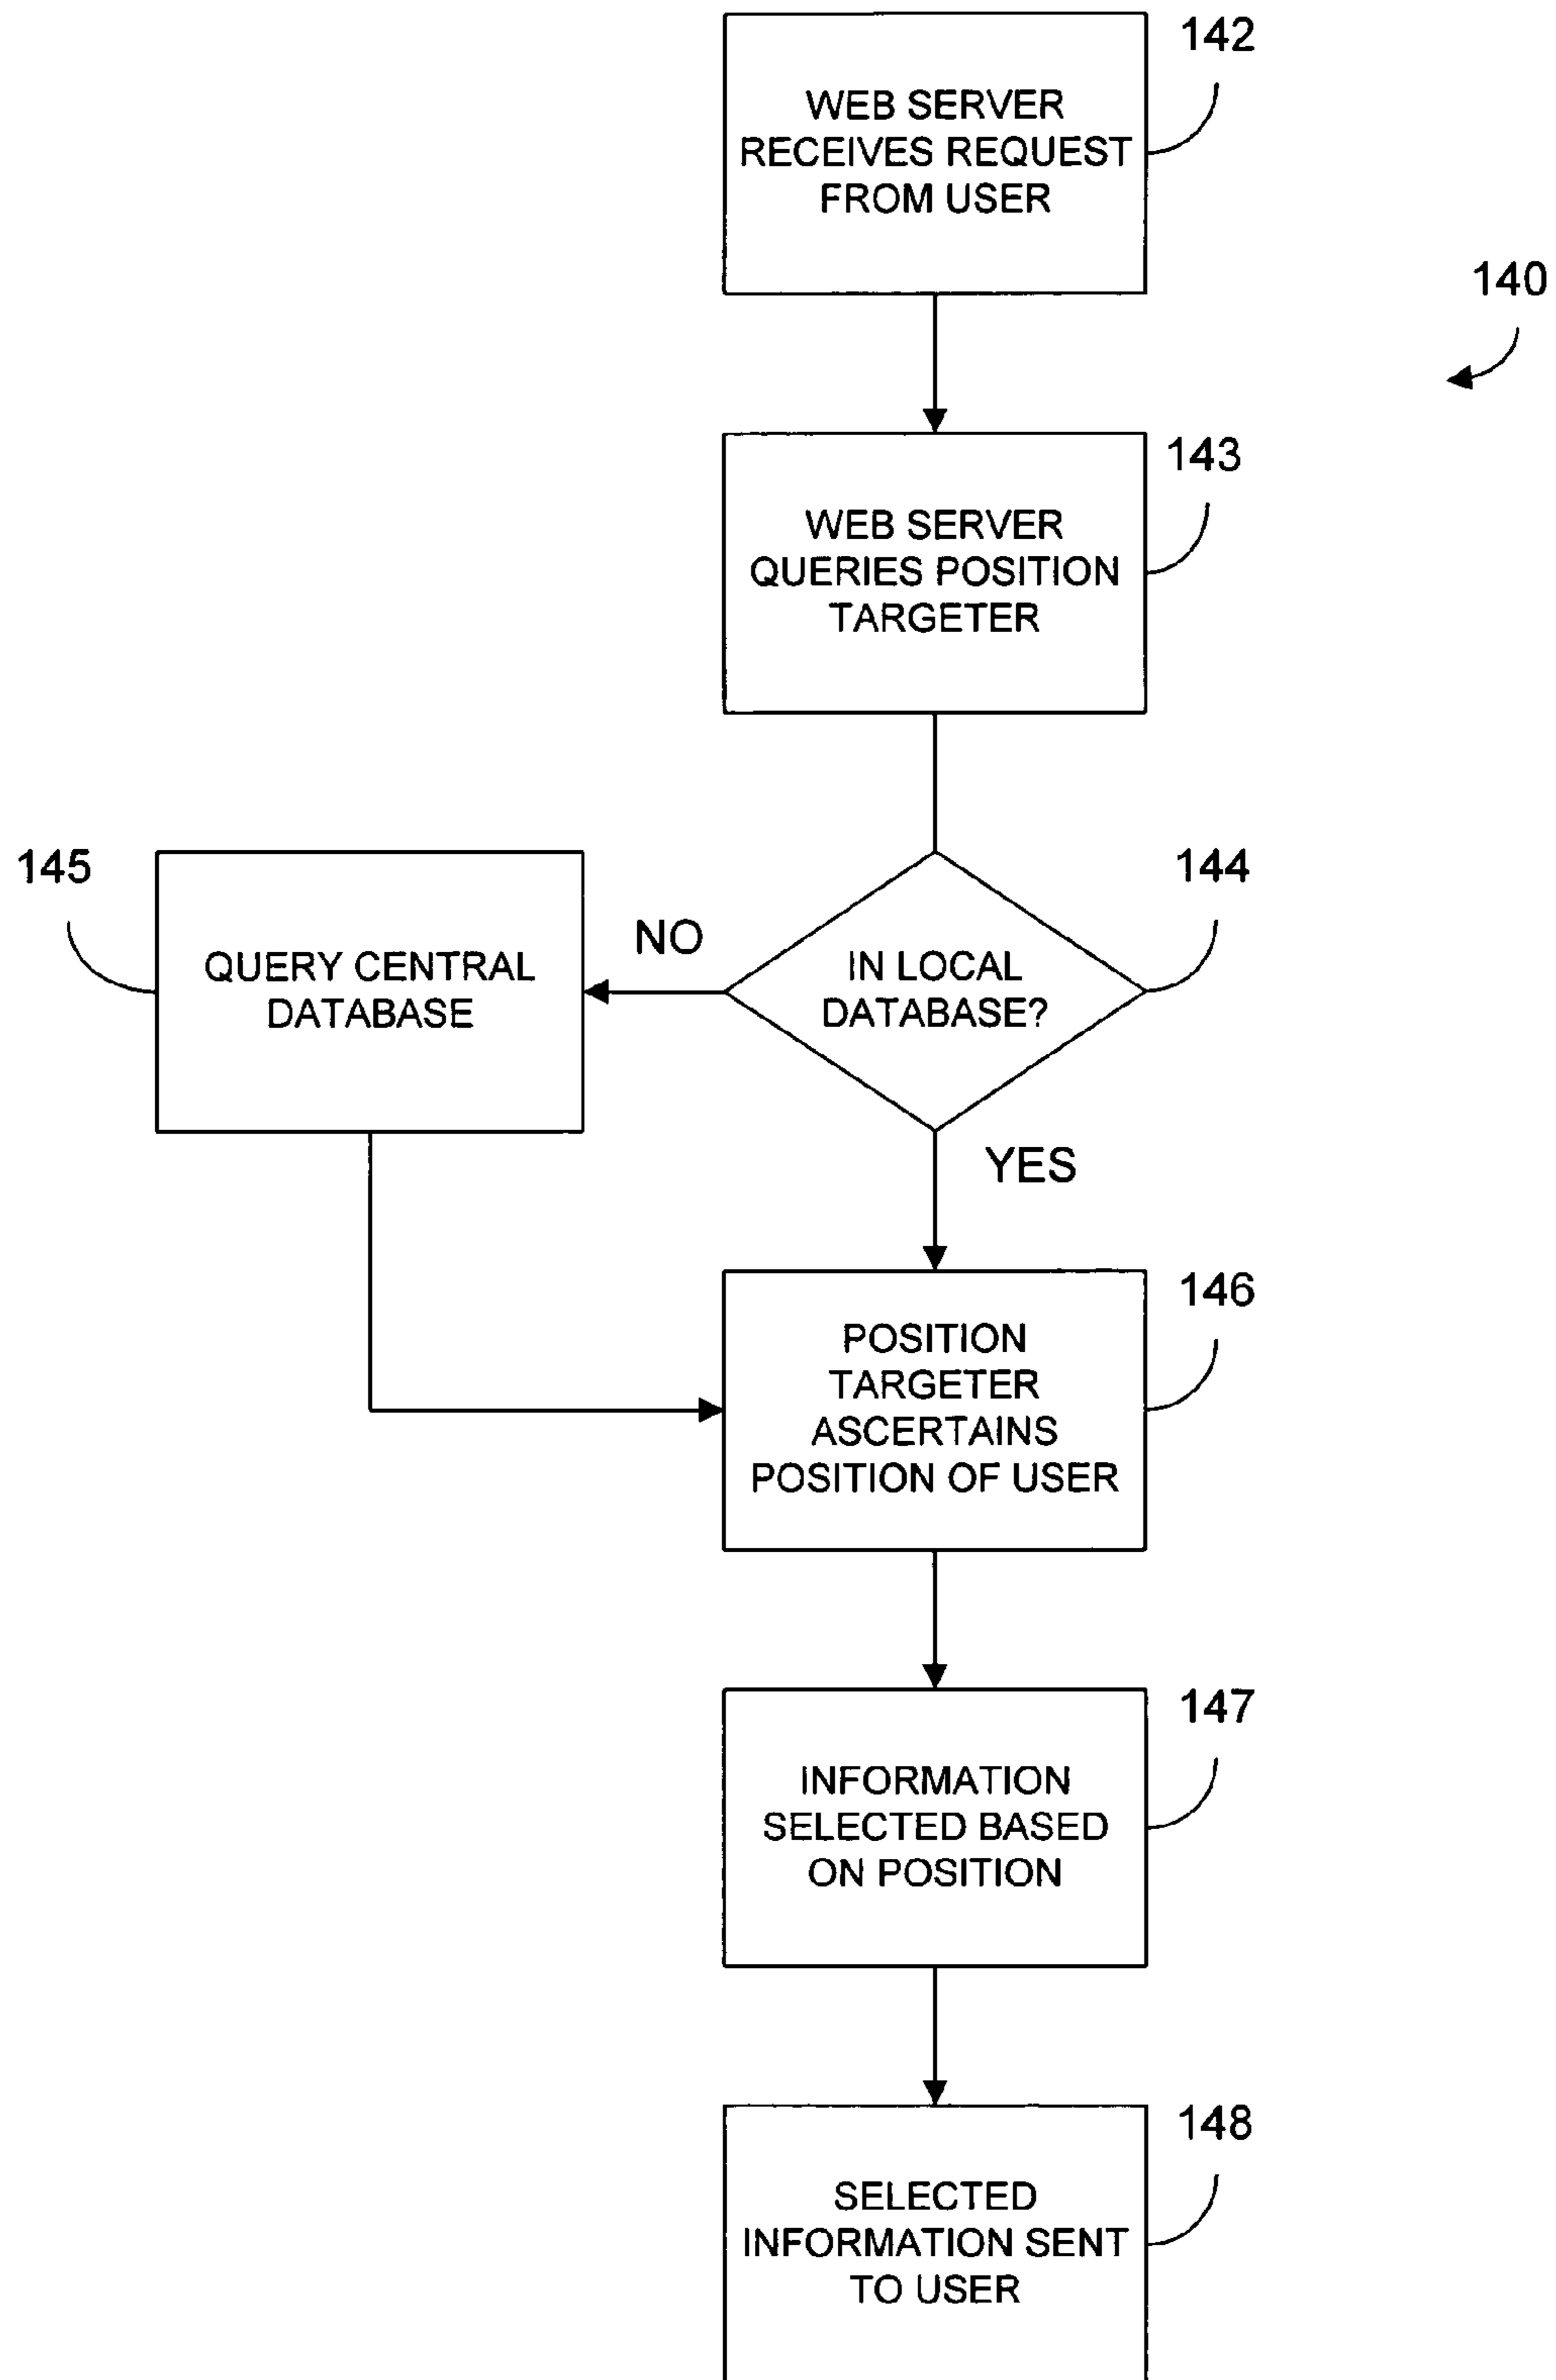 142
WEB SERVER
RECEIVES REQUEST
FROM USER
140
143
WEB SERVER
QUERIES POSITION
TARGETER
145
QUERY CENTRAL
DATABASE
NO
144
IN LOCAL
DATABASE?
YES
146
POSITION
TARGETER
ASCERTAINS
POSITION OF USER
147
INFORMATION
SELECTED BASED
ON POSITION
148
SELECTED
INFORMATION SENT
TO USER